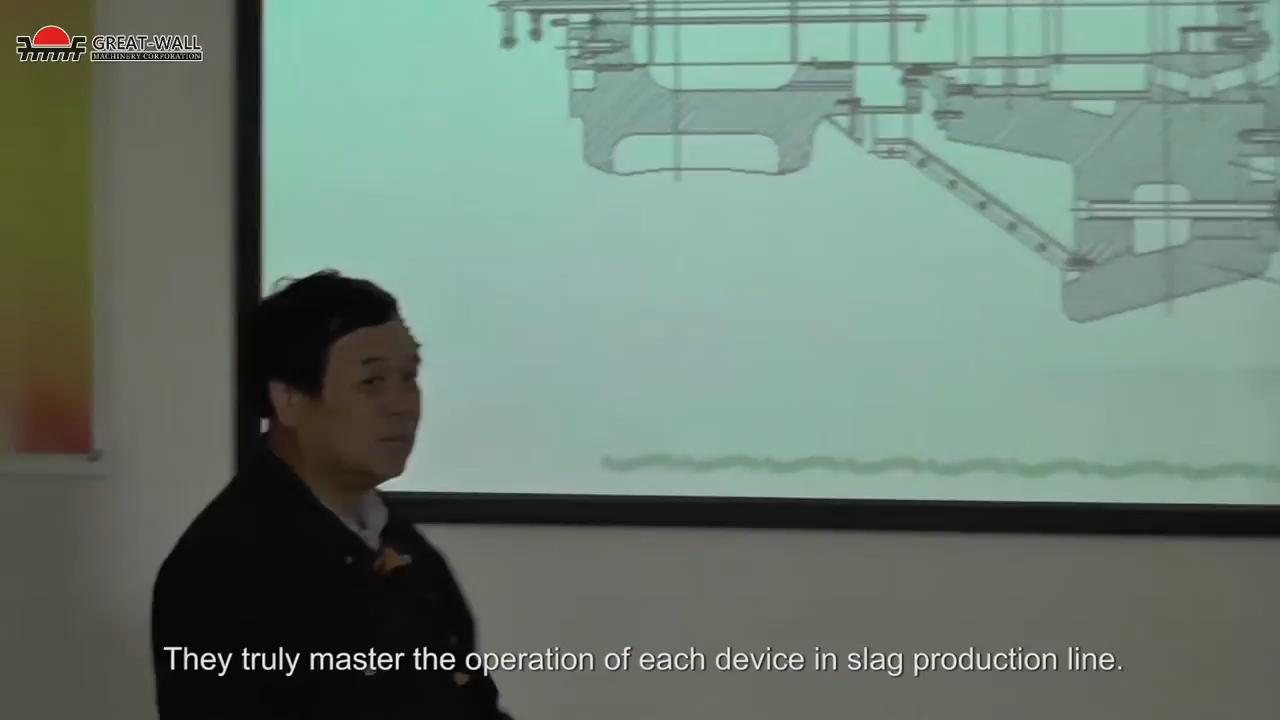 GREAT-WALL
MACHINERY CORPORATION
They truly master the operation of each device in slag production line.